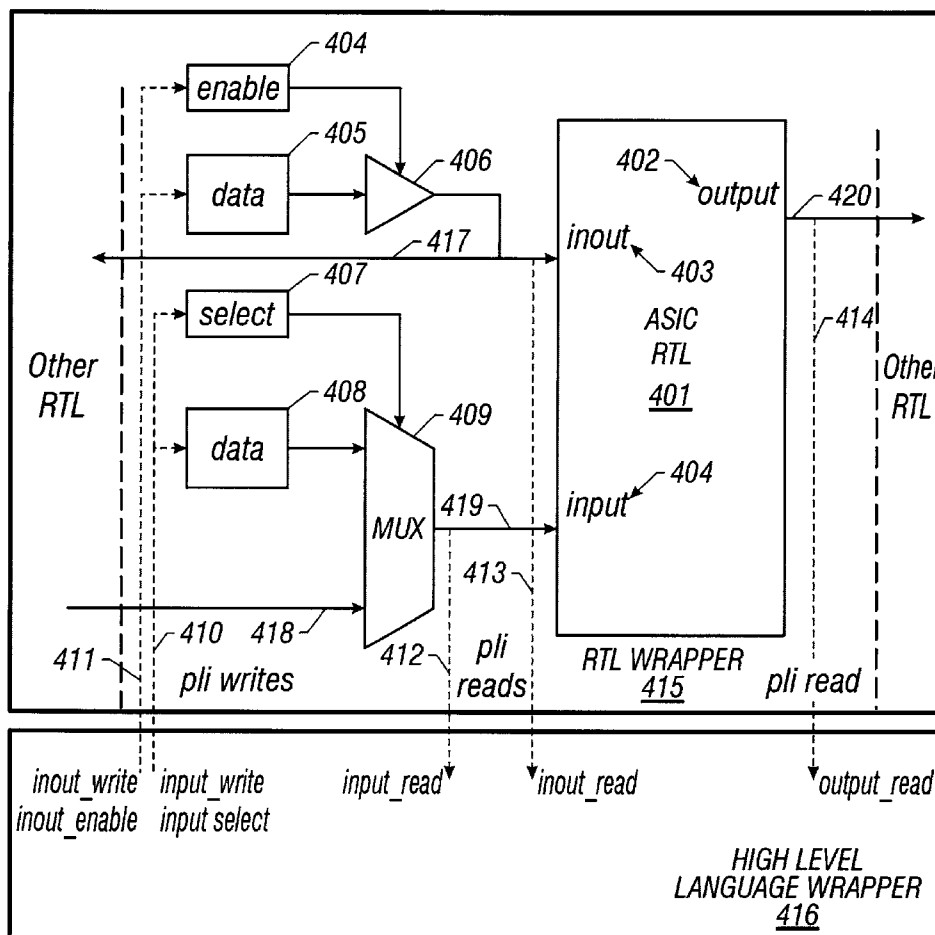 404
enable
405
data
406
402
output
420
417
inout
403
407
select
ASIC
RTL
401
414
Other
RTL
Other
RTL
408
data
409
MUX
404
input
419
413
418
410
411
412
pli writes
pli
reads
RTL WRAPPER
415
pli read
inout_write
inout_enable
input_write
input select
input_read
inout_read
output_read
HIGH LEVEL
LANGUAGE WRAPPER
416